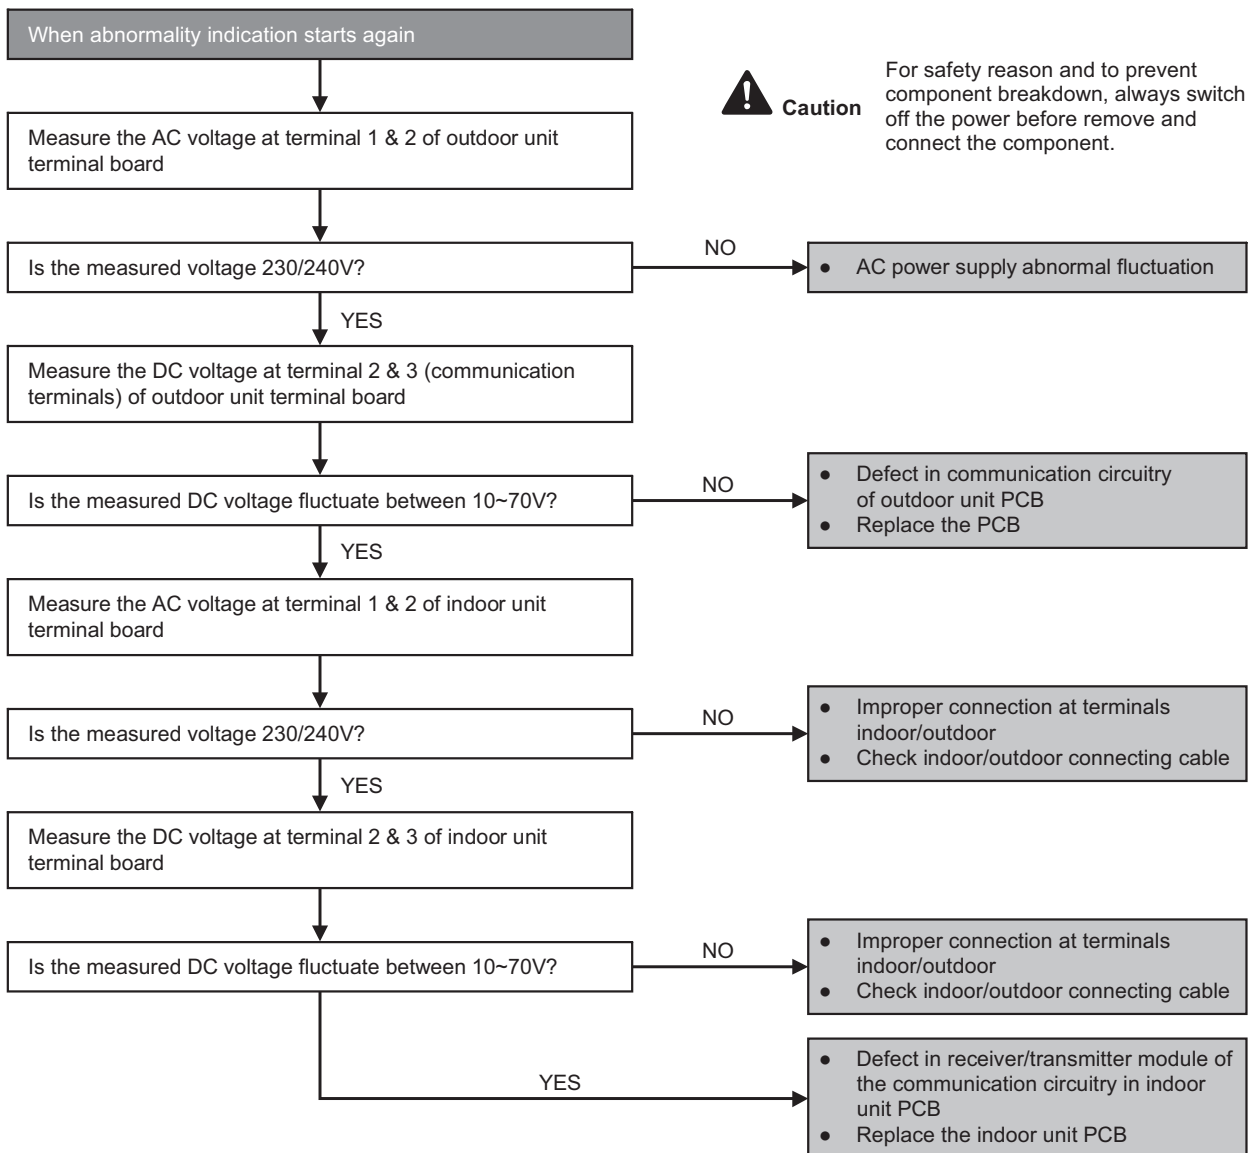 When abnormality indication starts again
Caution
For safety reason and to prevent
component breakdown, always switch
off the power before remove and
connect the component.
Measure the AC voltage at terminal 1 & 2 of outdoor unit
terminal board
Is the measured voltage 230/240V?
NO
● AC power supply abnormal fluctuation
YES
Measure the DC voltage at terminal 2 & 3 (communication
terminals) of outdoor unit terminal board
Is the measured DC voltage fluctuate between 10~70V?
NO
● Defect in communication circuitry
of outdoor unit PCB
● Replace the PCB
YES
Measure the AC voltage at terminal 1 & 2 of indoor unit
terminal board
Is the measured voltage 230/240V?
NO
● Improper connection at terminals
indoor/outdoor
● Check indoor/outdoor connecting cable
YES
Measure the DC voltage at terminal 2 & 3 of indoor unit
terminal board
Is the measured DC voltage fluctuate between 10~70V?
NO
● Improper connection at terminals
indoor/outdoor
● Check indoor/outdoor connecting cable
YES
● Defect in receiver/transmitter module of
the communication circuitry in indoor
unit PCB
● Replace the indoor unit PCB